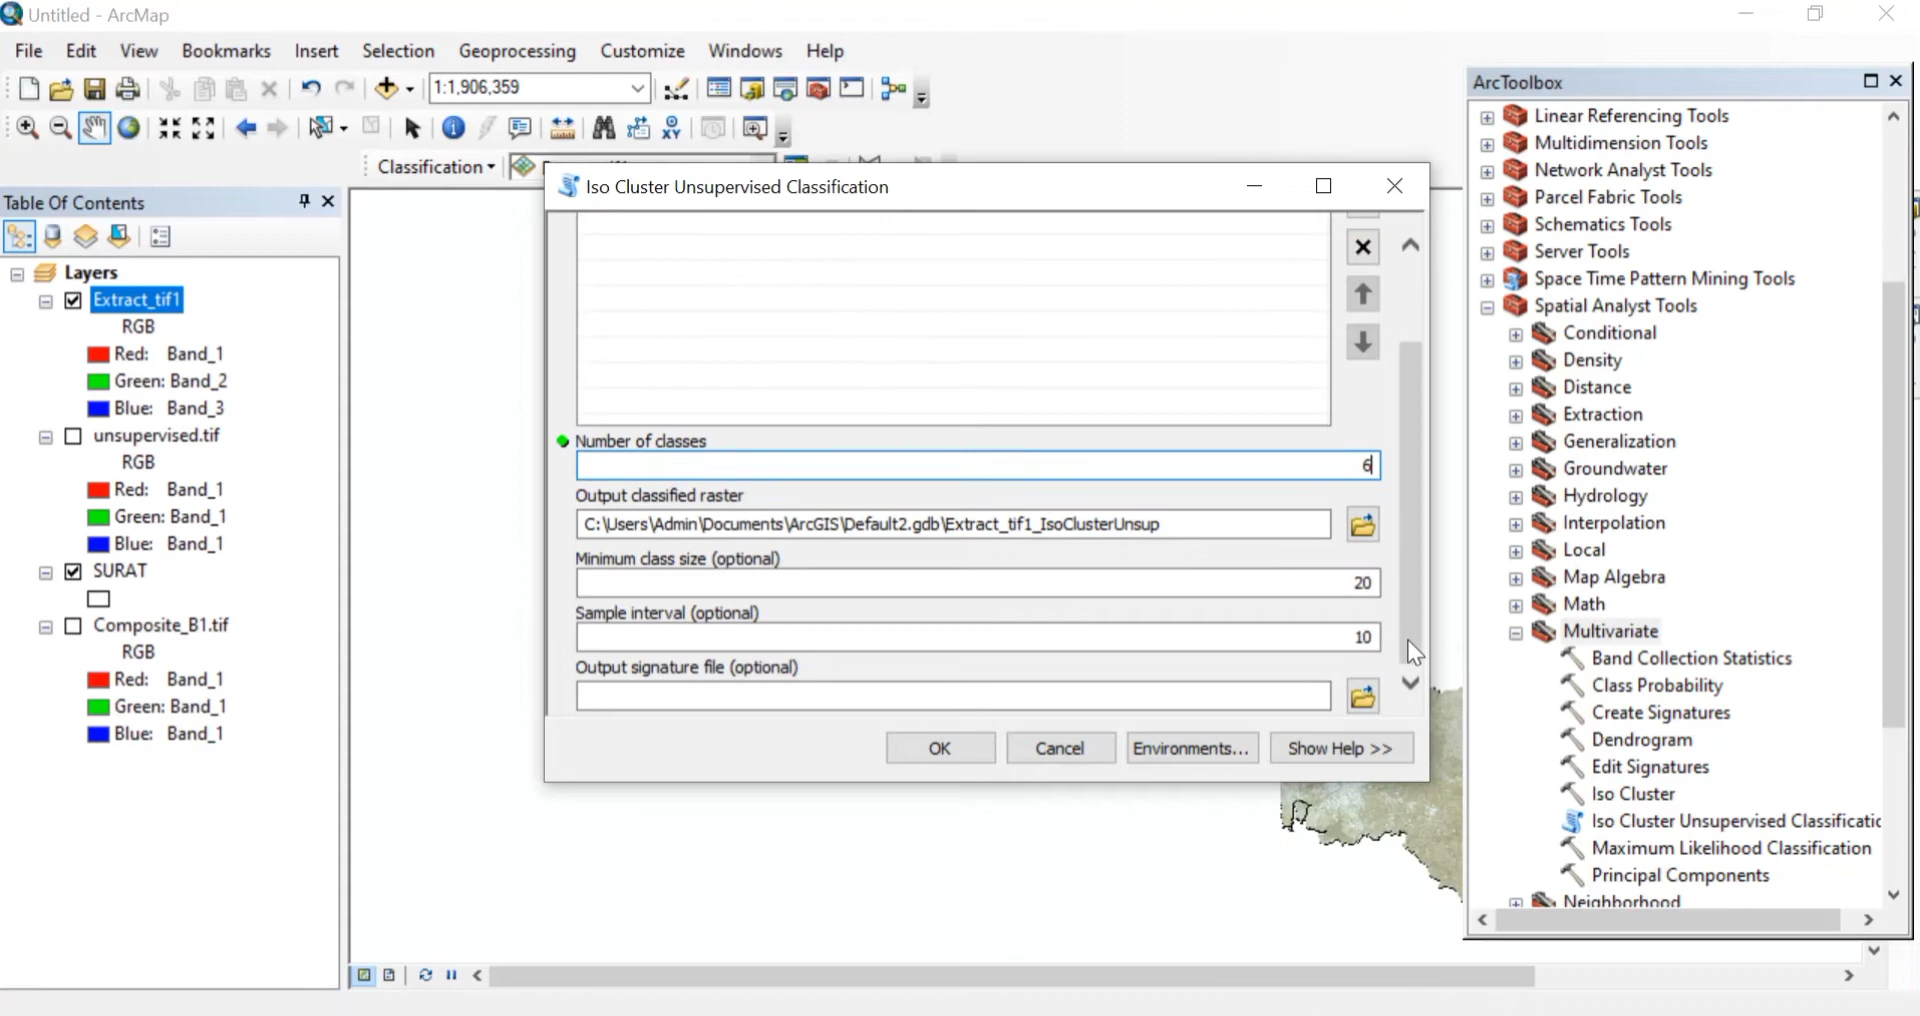 Untitled - ArcMap
File Edit View Bookmarks Insert Selection Geoprocessing Customize Windows Help
1:1,906,359
Classification
Table Of Contents
Layers
Extract_tif1
RGB
Red: Band_1
Green: Band_2
Blue: Band_3
unsupervised.tif
RGB
Red: Band_1
Green: Band_1
Blue: Band_1
SURAT
Composite_B1.tif
RGB
Red: Band_1
Green: Band_1
Blue: Band_1
Iso Cluster Unsupervised Classification
Number of classes
6
Output classified raster
C:\Users\Admin\Documents\ArcGIS\Default2.gdb\Extract_tif1_IsoClusterUnsup
Minimum class size (optional)
20
Sample interval (optional)
10
Output signature file (optional)
OK Cancel Environments... Show Help >>
ArcToolbox
Linear Referencing Tools
Multidimension Tools
Network Analyst Tools
Parcel Fabric Tools
Schematics Tools
Server Tools
Space Time Pattern Mining Tools
Spatial Analyst Tools
Conditional
Density
Distance
Extraction
Generalization
Groundwater
Hydrology
Interpolation
Local
Map Algebra
Math
Multivariate
Band Collection Statistics
Class Probability
Create Signatures
Dendrogram
Edit Signatures
Iso Cluster
Iso Cluster Unsupervised Classificatic
Maximum Likelihood Classification
Principal Components
Neighborhood